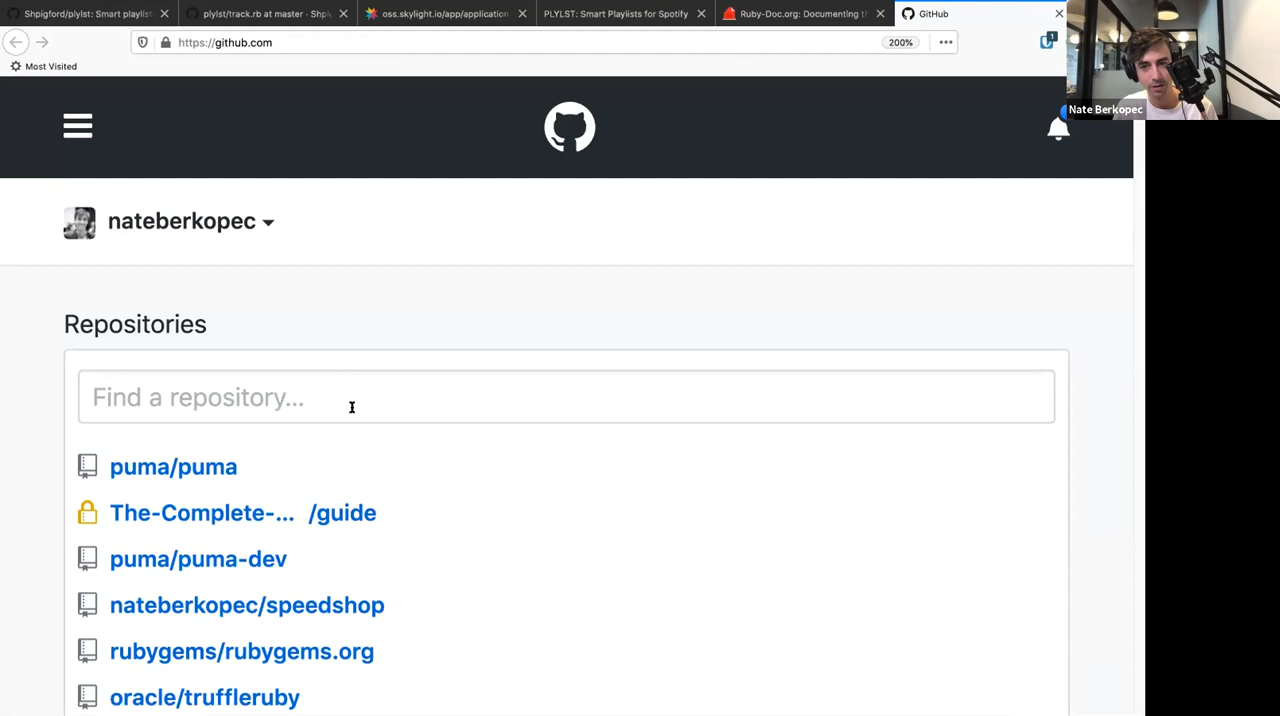 Shpigford/plylst: Smart playlist
plylst/track.rb at master · Shpi
oss.skylight.io/app/application
PLYLST: Smart Playlists for Spotify
Ruby-Doc.org: Documenting t
GitHub
https://github.com
200%
1
Most Visited
Nate Berkopec
nateberkopec
Repositories
Find a repository...
puma/puma
The-Complete-... /guide
puma/puma-dev
nateberkopec/speedshop
rubygems/rubygems.org
oracle/truffleruby